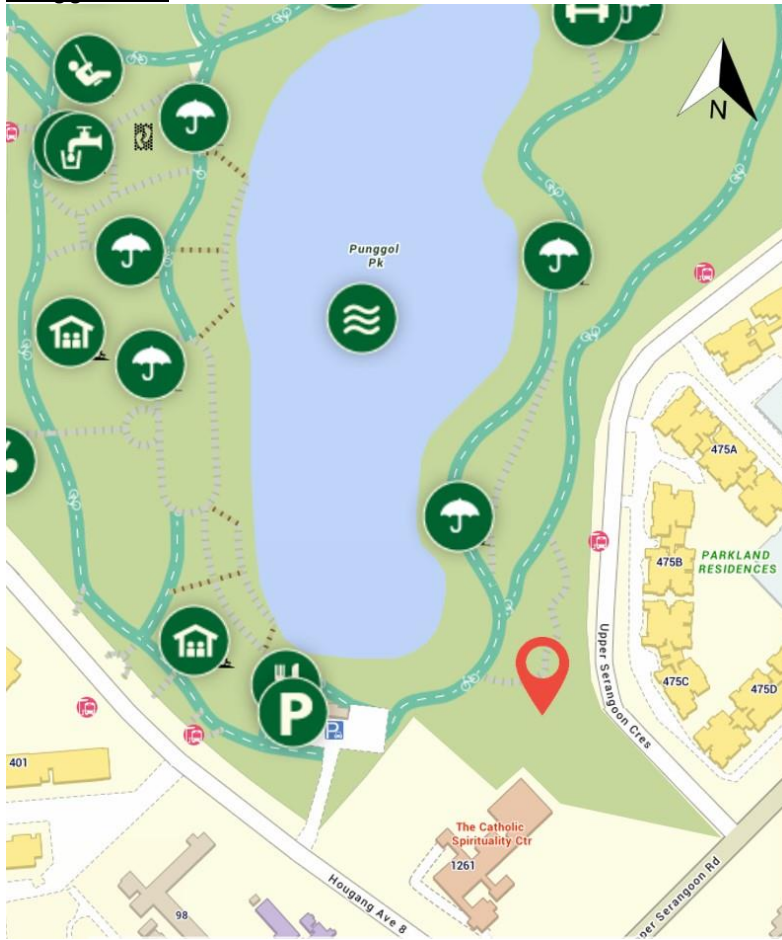 N
Punggol
Pk
475A
475B
PARKLAND
RESIDENCES
475C
475D
Upper Serangoon Cres
P
P
401
The Catholic
Spirituality Ctr
1261
98
Hougang Ave 8
per Serangoon Rd